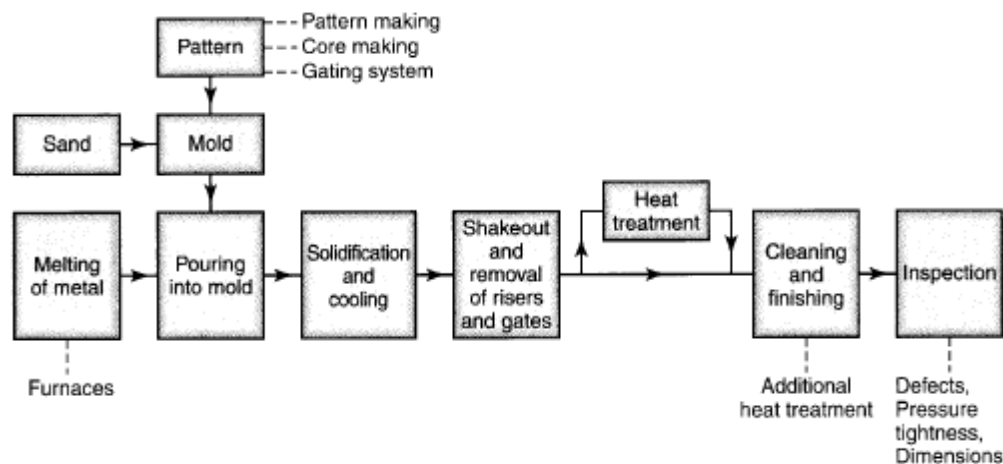 Pattern
Pattern making
Core making
Gating system
Sand
Mold
Melting
of metal
Pouring
into mold
Solidification
and
cooling
Shakeout
and
removal
of risers
and gates
Heat
treatment
Cleaning
and
finishing
Inspection
Furnaces
Additional
heat treatment
Defects,
Pressure
tightness,
Dimensions